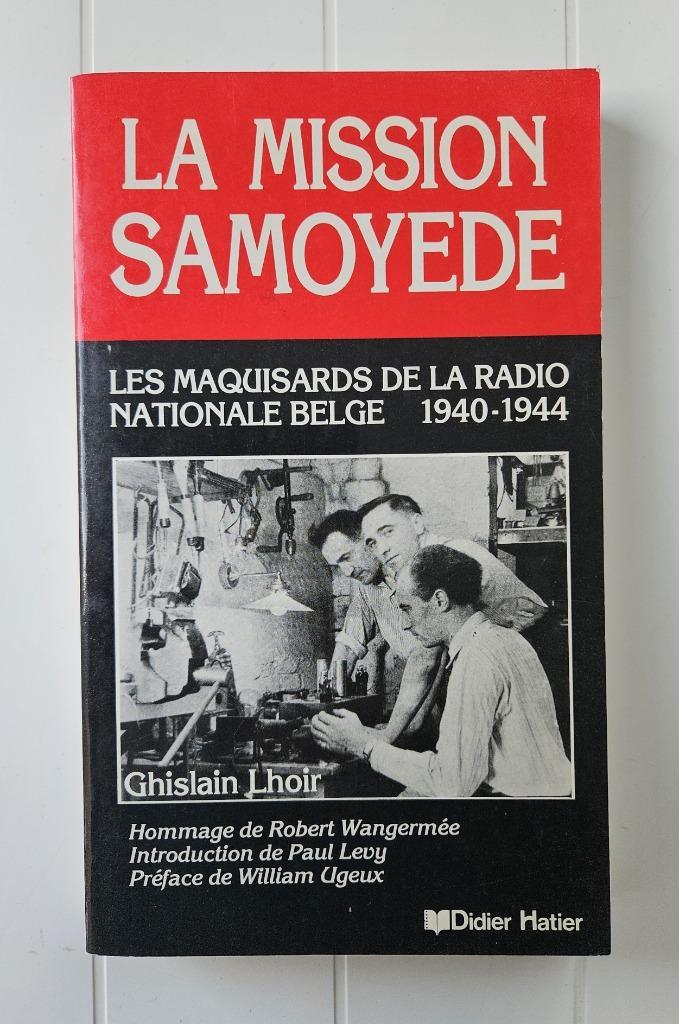 LA MISSION
SAMOYEDE
LES MAQUISARDS DE LA RADIO
NATIONALE BELGE 1940-1944
Ghislain Lhoir
Hommage de Robert Wangermée
Introduction de Paul Levy
Préface de William Ugeux
Didier Hatier